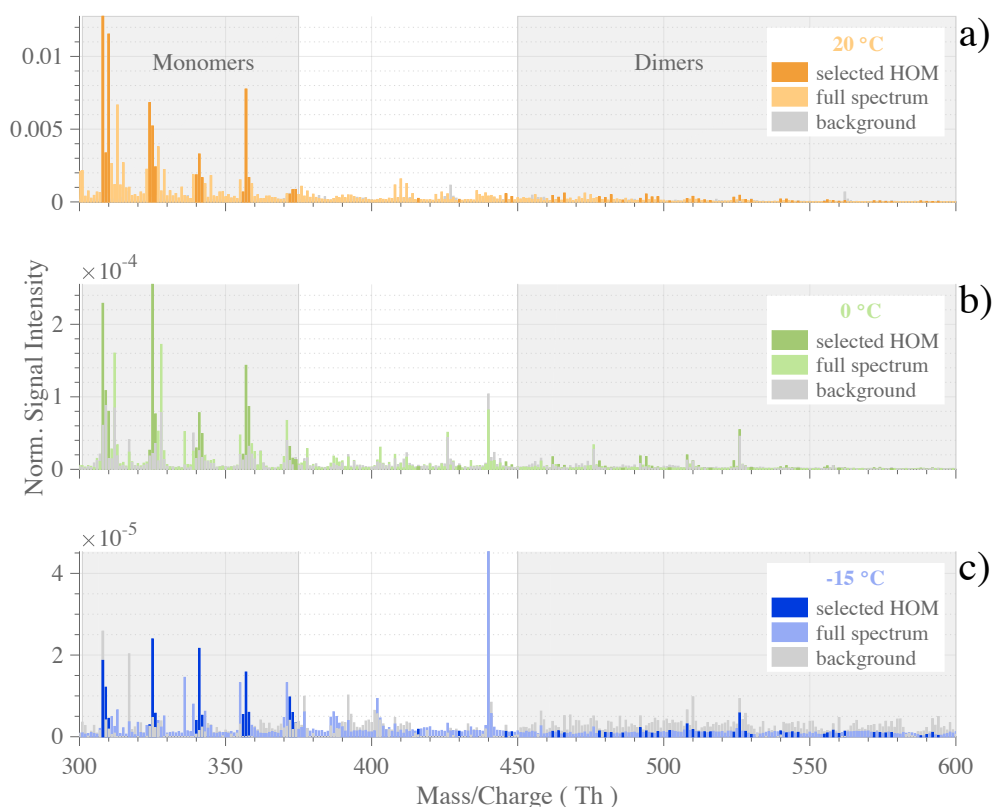 a)
20 °C
0.01
Monomers
Dimers
selected HOM
full spectrum
0.005
background
0
×10-4
b)
0 °C
2
selected HOM
full spectrum
background
1
0
Norm. Signal Intensity
×10-5
c)
-15 °C
4
selected HOM
full spectrum
background
2
0
300 350 400 450 500 550 600
Mass/Charge ( Th )